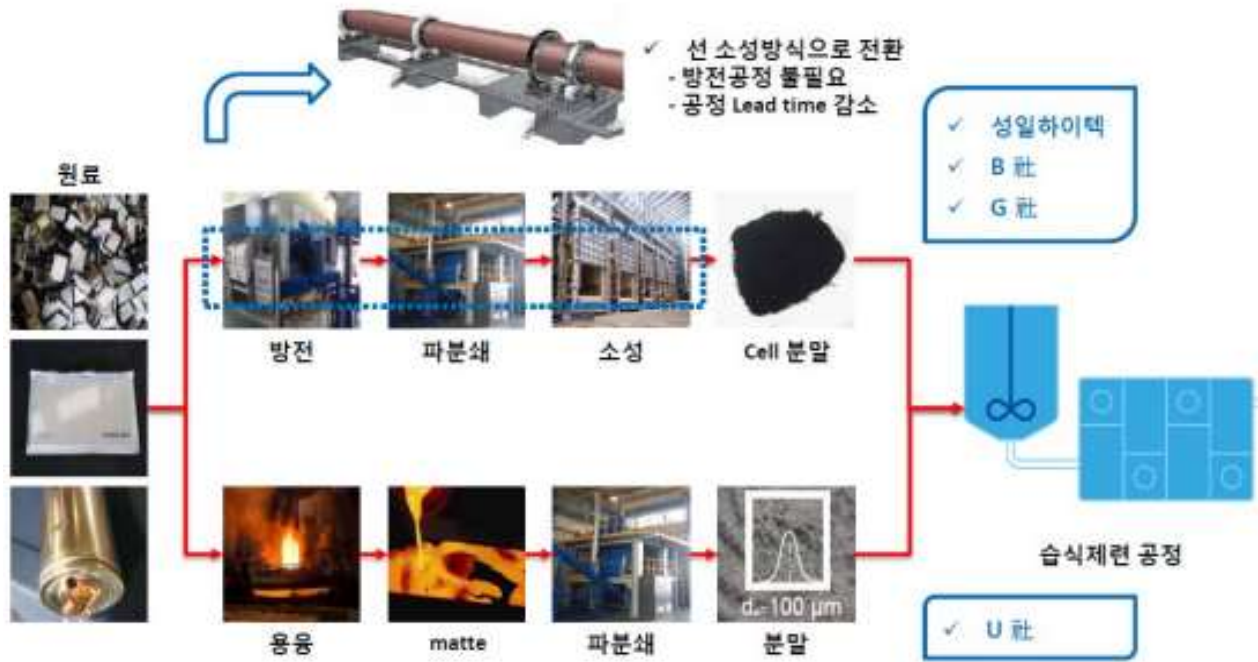 ✓ 선 소성방식으로 전환
- 방전공정 불필요
- 공정 Lead time 감소
✓ 성일하이텍
✓ B 社
✓ G 社
원료
방전
파분쇄
소성
Cell 분말
습식제련 공정
용융
matte
파분쇄
분말
-100 μm
✓ U 社